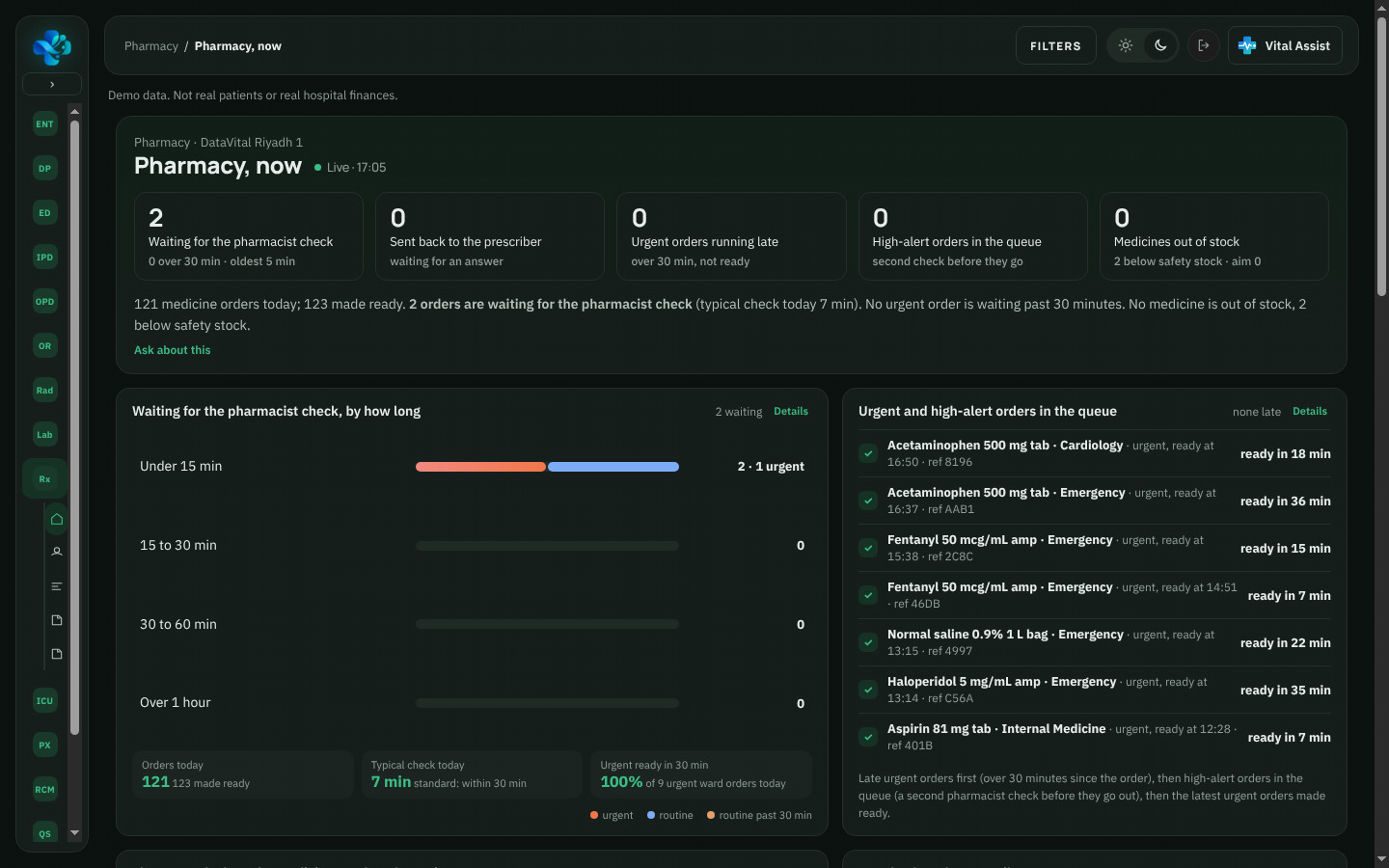 Pharmacy / Pharmacy, now
FILTERS
Vital Assist
Demo data. Not real patients or real hospital finances.
ENT
DP
ED
IPD
OPD
OR
Rad
Lab
Rx
ICU
PX
RCM
QS
Pharmacy · DataVital Riyadh 1
Pharmacy, now
Live · 17:05
2
Waiting for the pharmacist check
0 over 30 min · oldest 5 min
0
Sent back to the prescriber
waiting for an answer
0
Urgent orders running late
over 30 min, not ready
0
High-alert orders in the queue
second check before they go
0
Medicines out of stock
2 below safety stock · aim 0
121 medicine orders today; 123 made ready. 2 orders are waiting for the pharmacist check (typical check today 7 min). No urgent order is waiting past 30 minutes. No medicine is out of stock, 2
below safety stock.
Ask about this
Waiting for the pharmacist check, by how long
2 waiting Details
Under 15 min
2 · 1 urgent
15 to 30 min
0
30 to 60 min
0
Over 1 hour
0
Orders today
121 123 made ready
Typical check today
7 min standard: within 30 min
Urgent ready in 30 min
100% of 9 urgent ward orders today
urgent
routine
routine past 30 min
Urgent and high-alert orders in the queue
none late Details
Acetaminophen 500 mg tab · Cardiology · urgent, ready at
16:50 · ref 8196
ready in 18 min
Acetaminophen 500 mg tab · Emergency · urgent, ready at
16:37 · ref AAB1
ready in 36 min
Fentanyl 50 mcg/mL amp · Emergency · urgent, ready at
15:38 · ref 2C8C
ready in 15 min
Fentanyl 50 mcg/mL amp · Emergency · urgent, ready at 14:51
· ref 46DB
ready in 7 min
Normal saline 0.9% 1 L bag · Emergency · urgent, ready at
13:15 · ref 4997
ready in 22 min
Haloperidol 5 mg/mL amp · Emergency · urgent, ready at
13:14 · ref C56A
ready in 35 min
Aspirin 81 mg tab · Internal Medicine · urgent, ready at 12:28 ·
ref 401B
ready in 7 min
Late urgent orders first (over 30 minutes since the order), then high-alert orders in the
queue (a second pharmacist check before they go out), then the latest urgent orders made
ready.